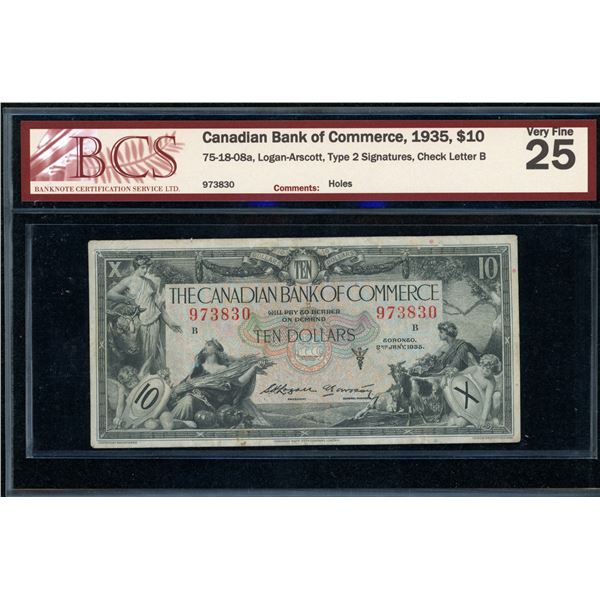 BCS
BANKNOTE CERTIFICATION SERVICE LTD.
Canadian Bank of Commerce, 1935, $10
75-18-08a, Logan-Arscott, Type 2 Signatures, Check Letter B
973830 Comments: Holes
Very Fine
25
X TEN 10
THE CANADIAN BANK OF COMMERCE
973830 WILL PAY TO BEARER 973830
B ON DEMAND B
TEN DOLLARS
TORONTO,
2ND JANY. 1935.
10 X